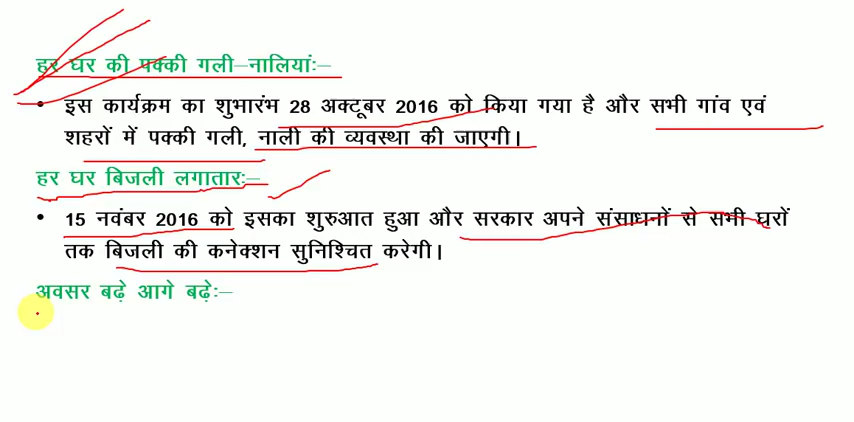 हर घर की पक्की गली–नालियांः–
• इस कार्यक्रम का शुभारंभ 28 अक्टूबर 2016 को किया गया है और सभी गांव एवं
शहरों में पक्की गली, नाली की व्यवस्था की जाएगी।
हर घर बिजली लगातारः–
• 15 नवंबर 2016 को इसका शुरुआत हुआ और सरकार अपने संसाधनों से सभी घरों
तक बिजली की कनेक्शन सुनिश्चित करेगी।
अवसर बढ़े आगे बढ़ेः–